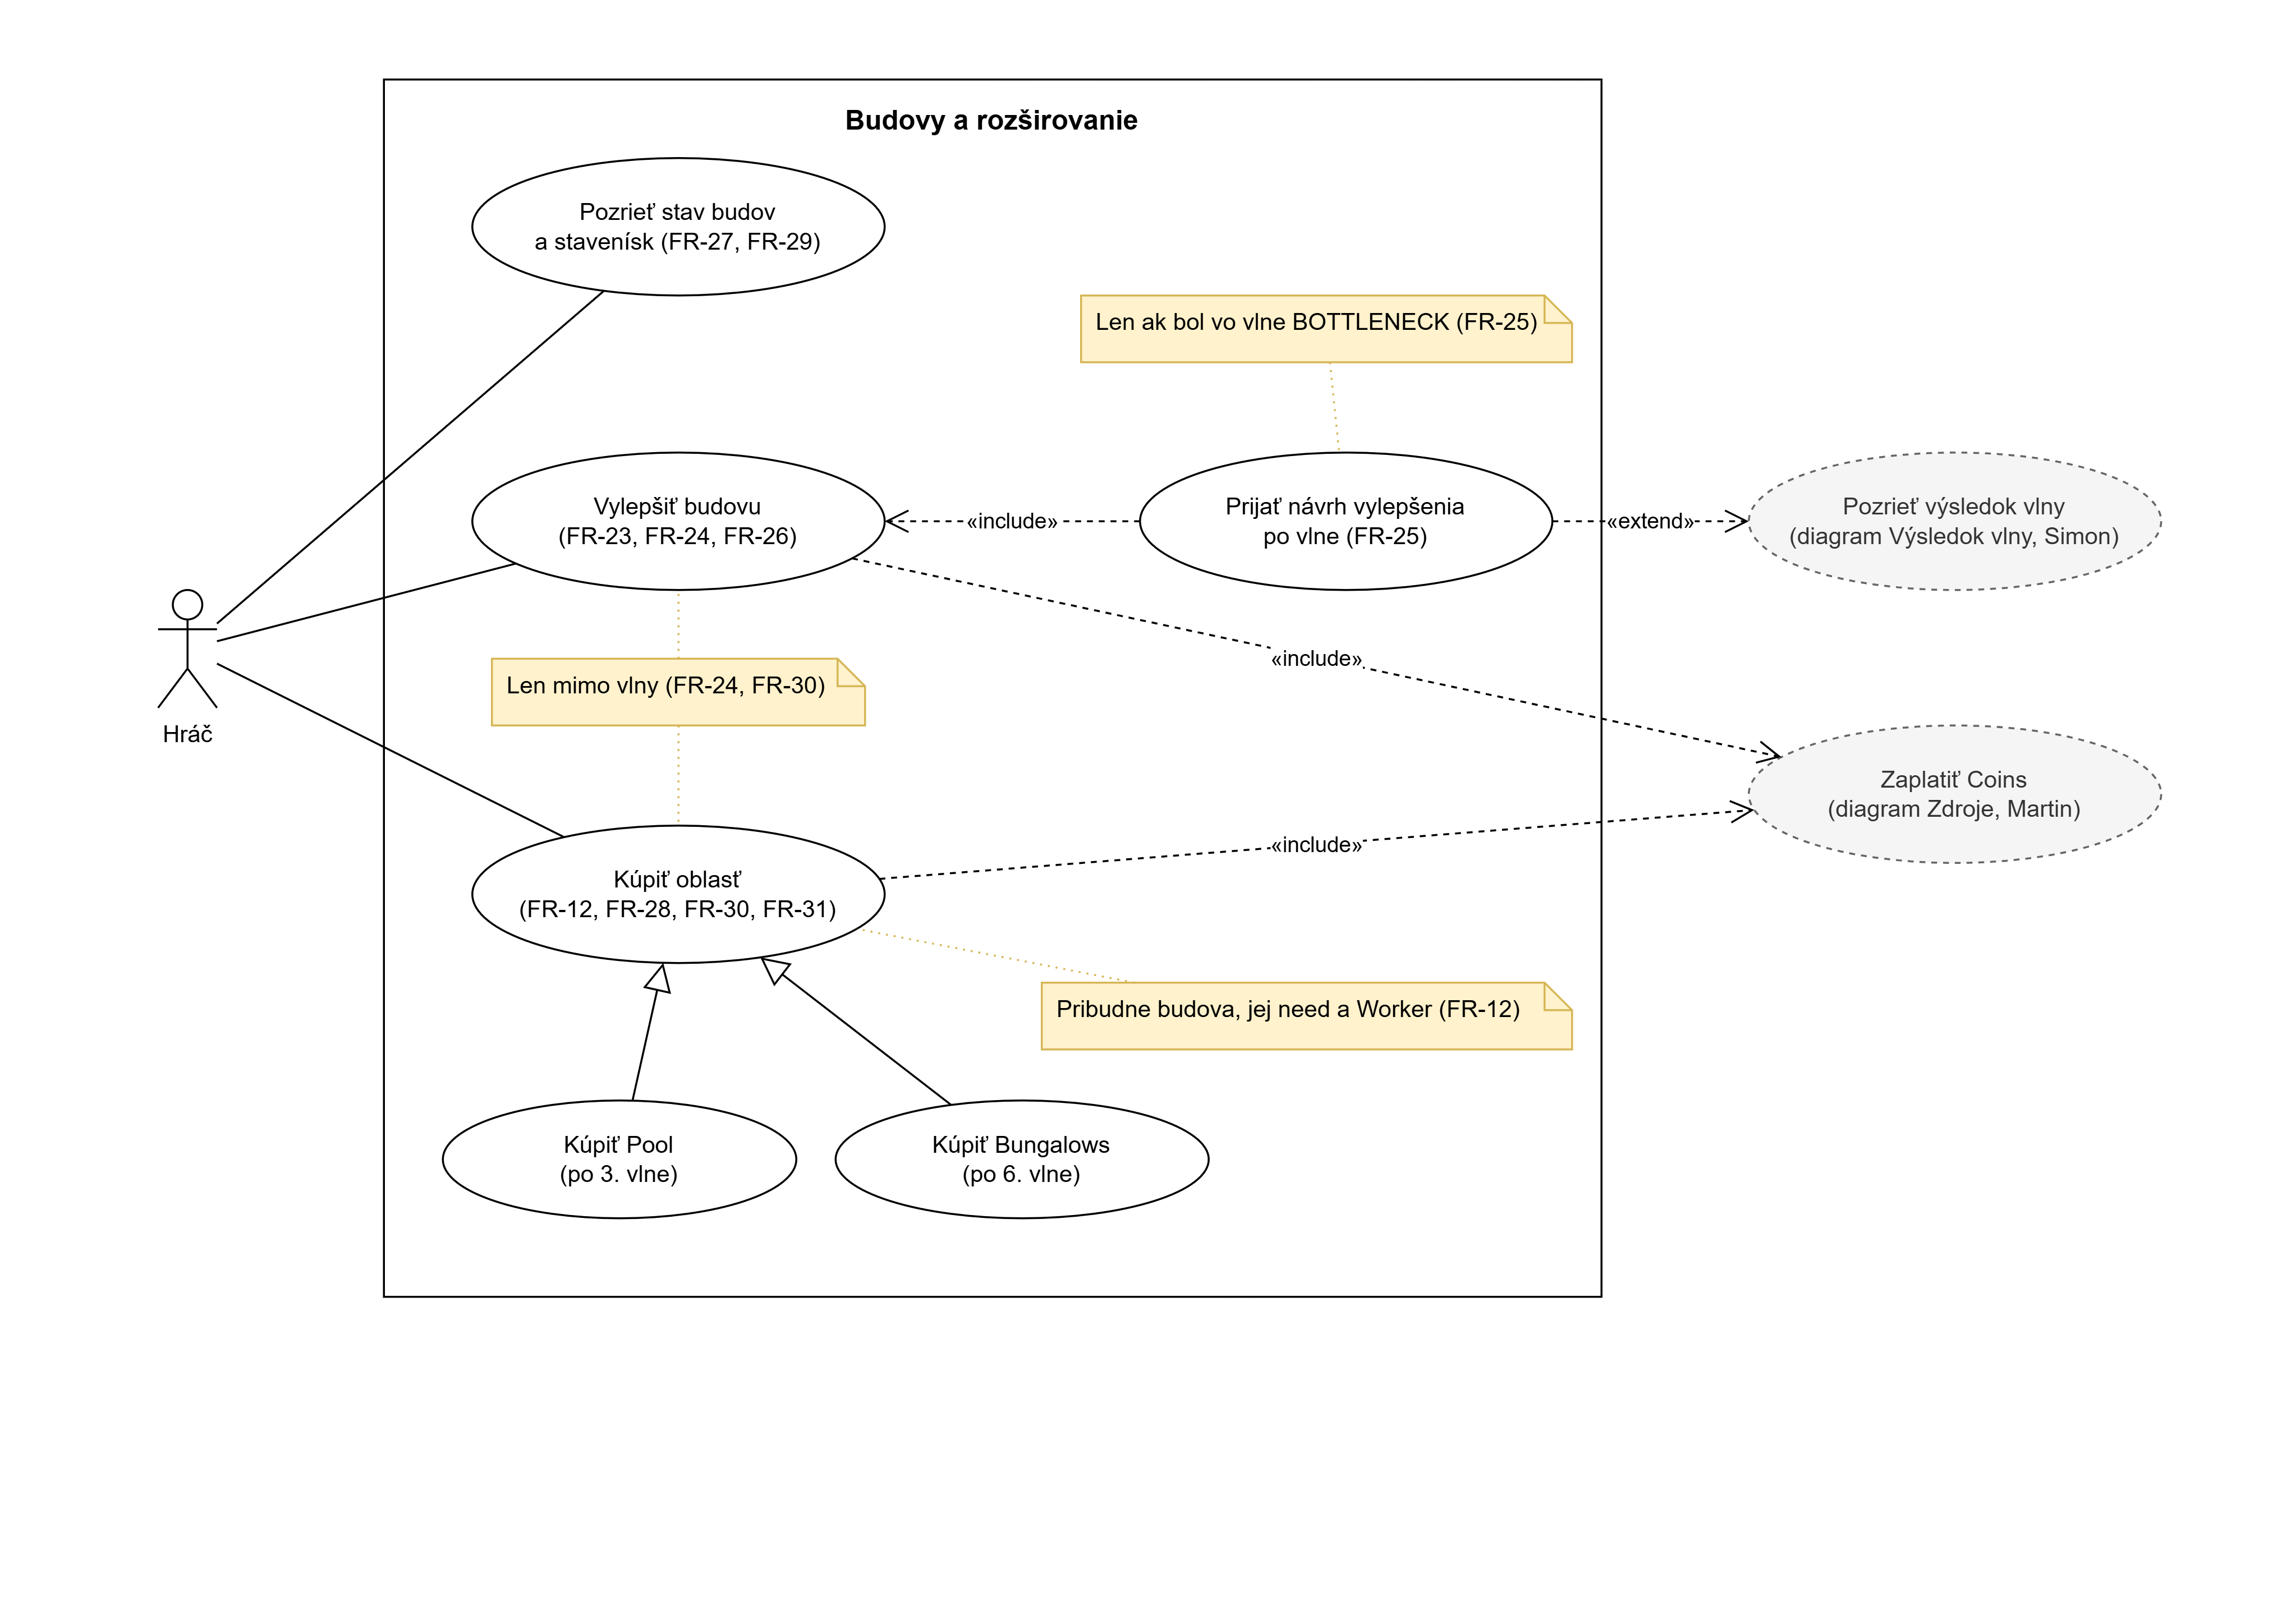 Budovy a rozširovanie
Pozrieť stav budov
a stavenísk (FR-27, FR-29)
Len ak bol vo vlne BOTTLENECK (FR-25)
Vylepšiť budovu
(FR-23, FR-24, FR-26)
«include»
Prijať návrh vylepšenia
po vlne (FR-25)
«extend»
Pozrieť výsledok vlny
(diagram Výsledok vlny, Simon)
«include»
Len mimo vlny (FR-24, FR-30)
Hráč
Zaplatiť Coins
(diagram Zdroje, Martin)
«include»
Kúpiť oblasť
(FR-12, FR-28, FR-30, FR-31)
Pribudne budova, jej need a Worker (FR-12)
Kúpiť Pool
(po 3. vlne)
Kúpiť Bungalows
(po 6. vlne)